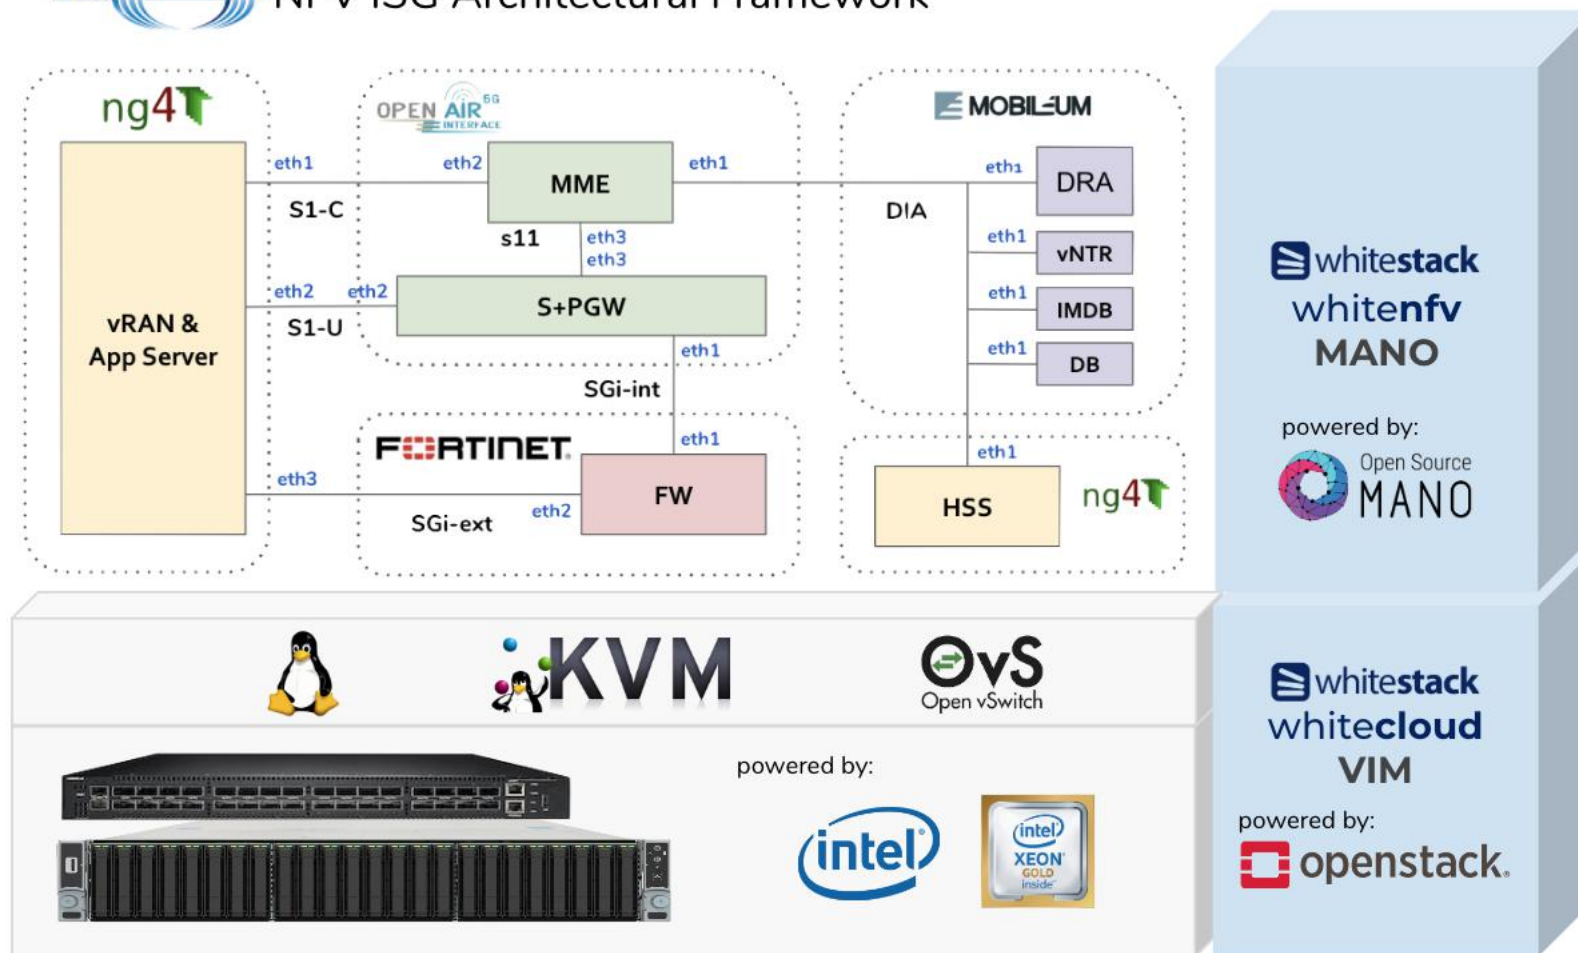 NFV ISG Architectural Framework
ng4T
OPEN AIR 5G
INTERFACE
MOBILEUM
eth1
eth2
MME
eth1
eth1
DRA
S1-C
DIA
s11
eth3
eth3
eth1
vNTR
eth2
eth2
S+PGW
eth1
IMDB
S1-U
vRAN &
App Server
eth1
eth1
DB
SGi-int
FORTINET
eth1
eth1
eth3
FW
HSS
ng4T
SGi-ext
eth2
whitestack
whitenfv
MANO
powered by:
Open Source
MANO
KVM
OvS
Open vSwitch
powered by:
intel
intel
XEON
GOLD
inside
whitestack
whitecloud
VIM
powered by:
openstack.